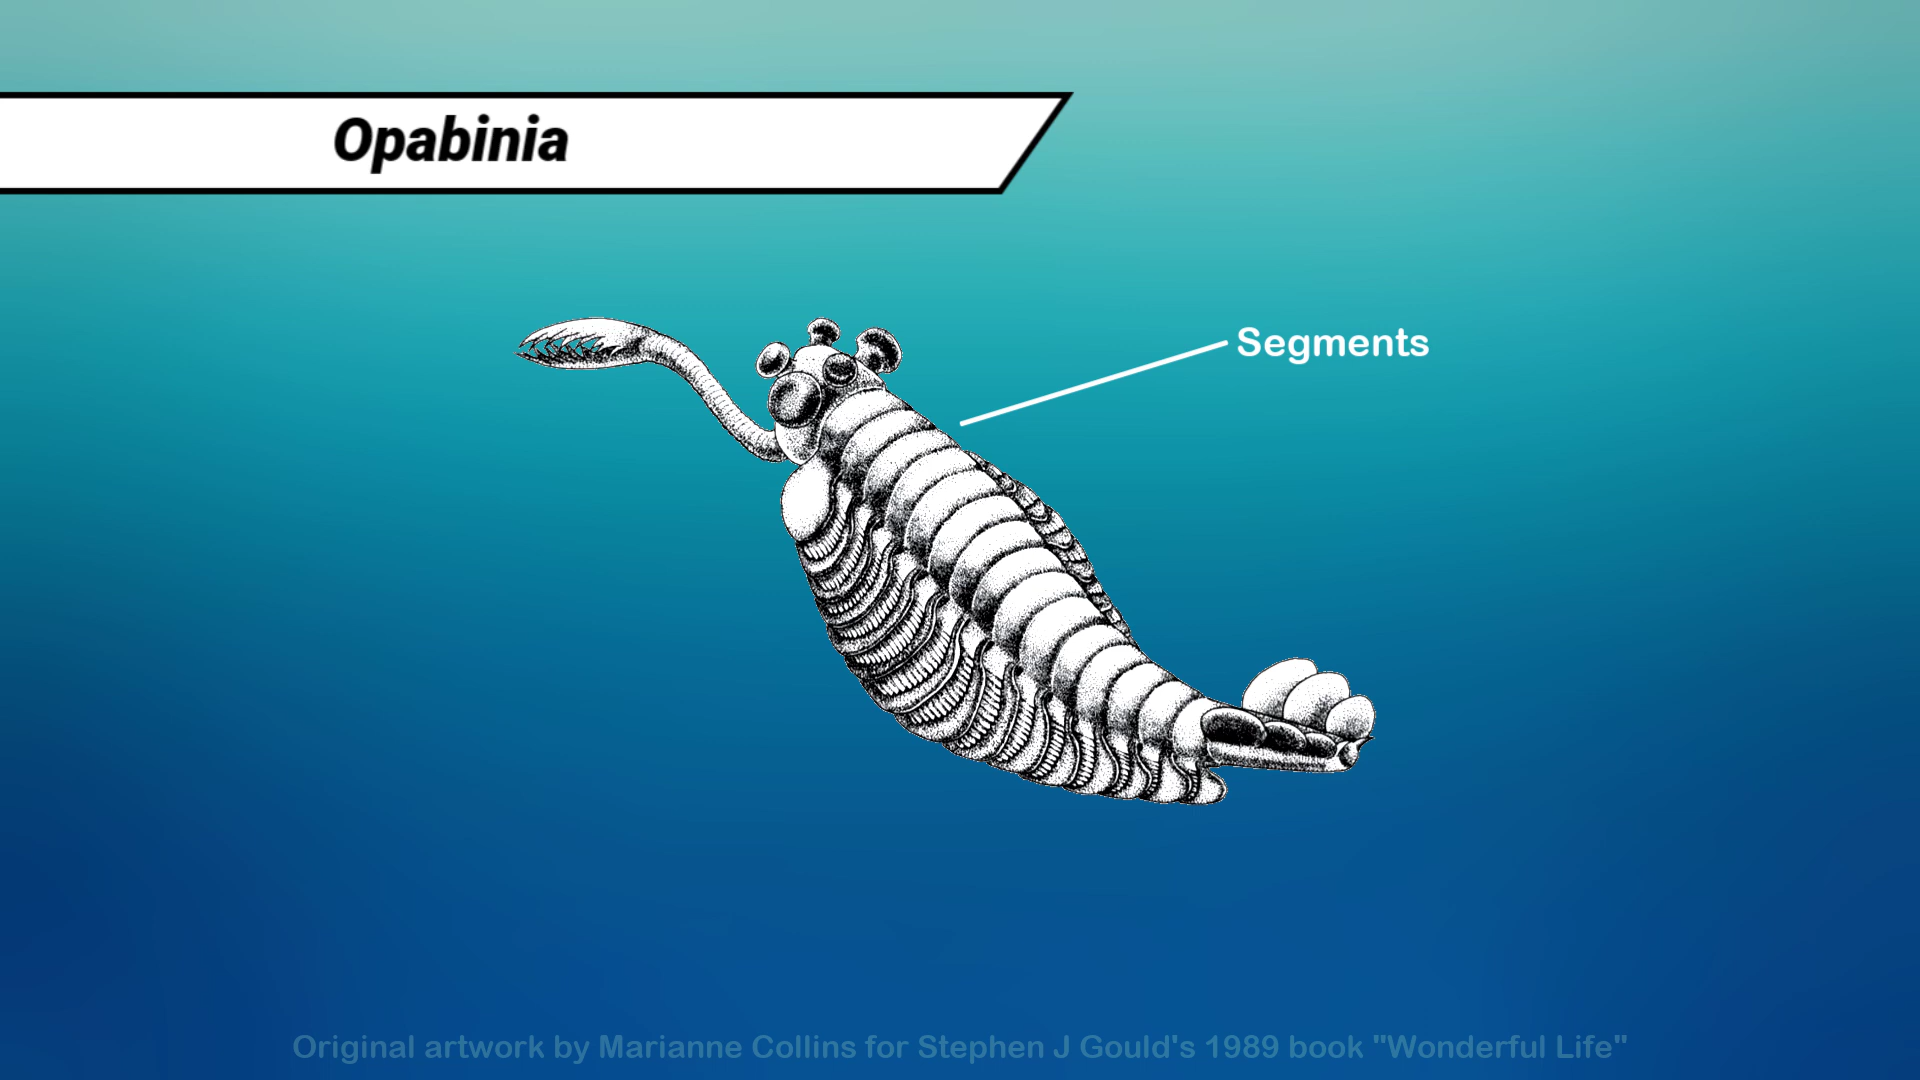 Opabinia
Segments
Original artwork by Marianne Collins for Stephen J Gould's 1989 book "Wonderful Life"